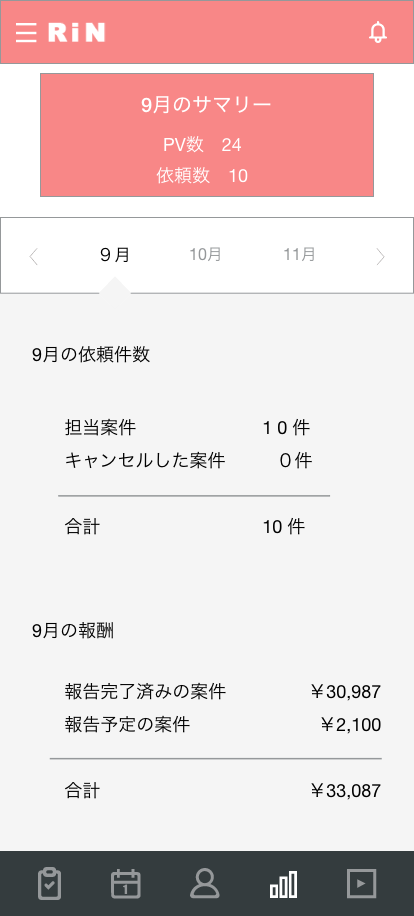 RiN
9月のサマリー
PV数 24
依頼数 10
9月 10月 11月
9月の依頼件数
担当案件 10件
キャンセルした案件 0件
合計 10 件
9月の報酬
報告完了済みの案件 ￥30,987
報告予定の案件 ￥2,100
合計 ￥33,087
1